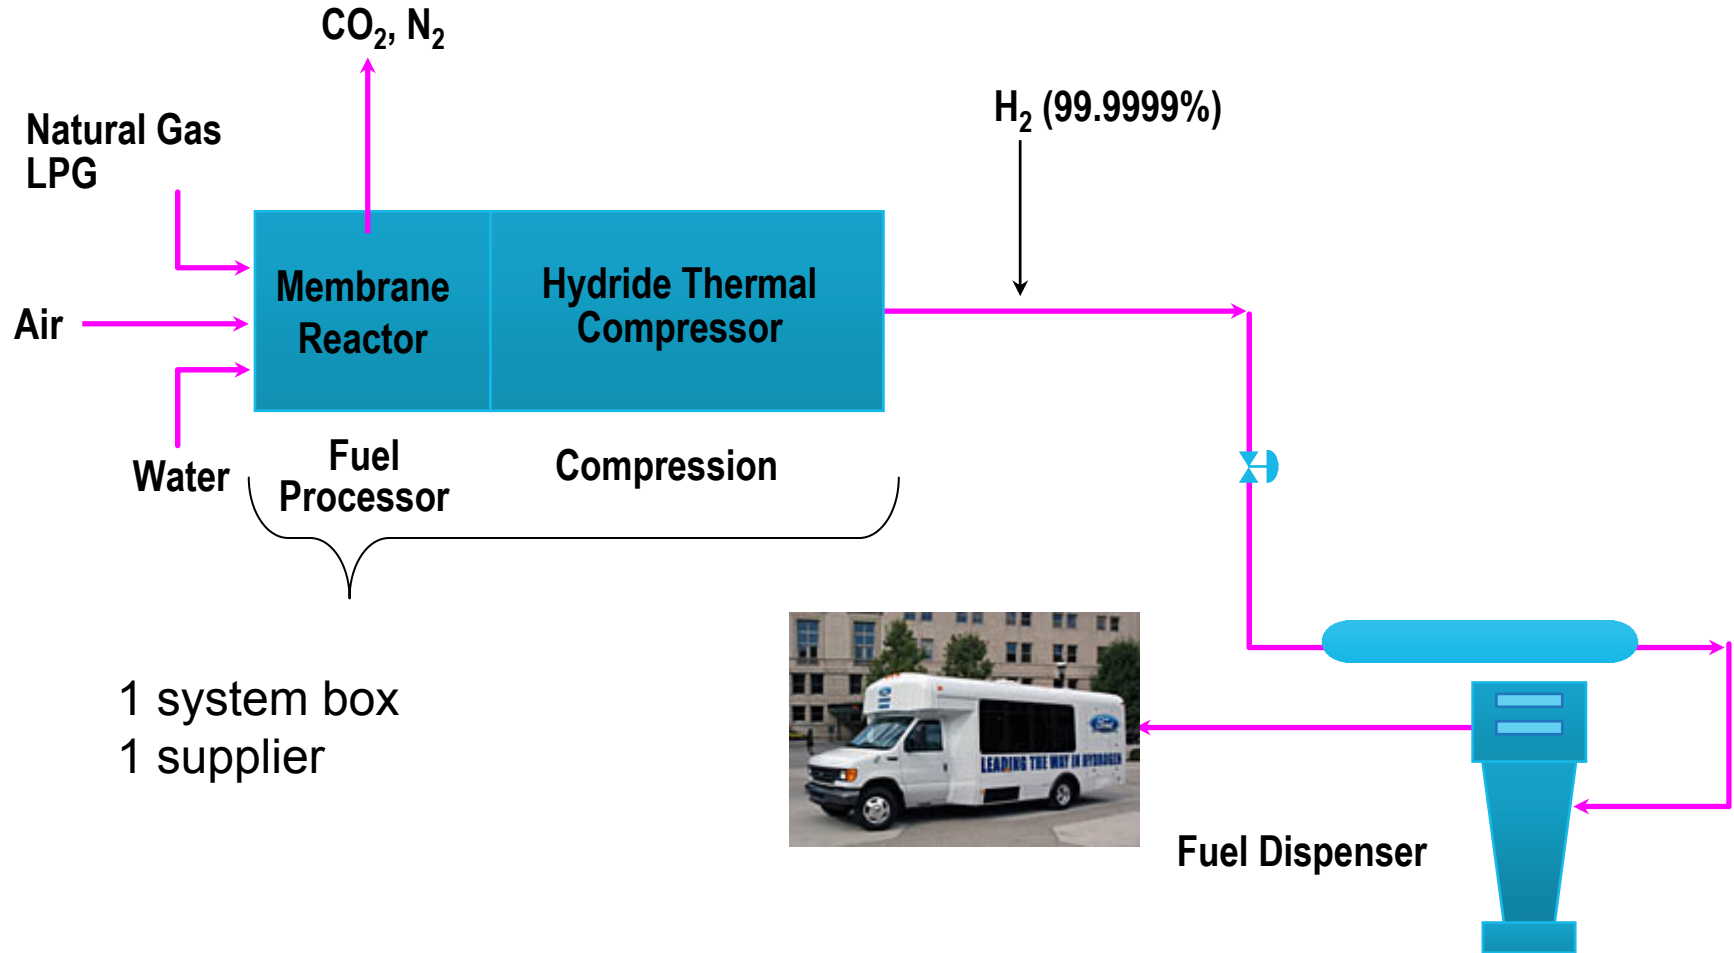 CO2, N2
H2 (99.9999%)
Natural Gas
LPG
Air
Water
Membrane
Reactor
Hydride Thermal
Compressor
Fuel
Processor
Compression
1 system box
1 supplier
Ford
LEADING THE WAY IN HYDROGEN
Fuel Dispenser